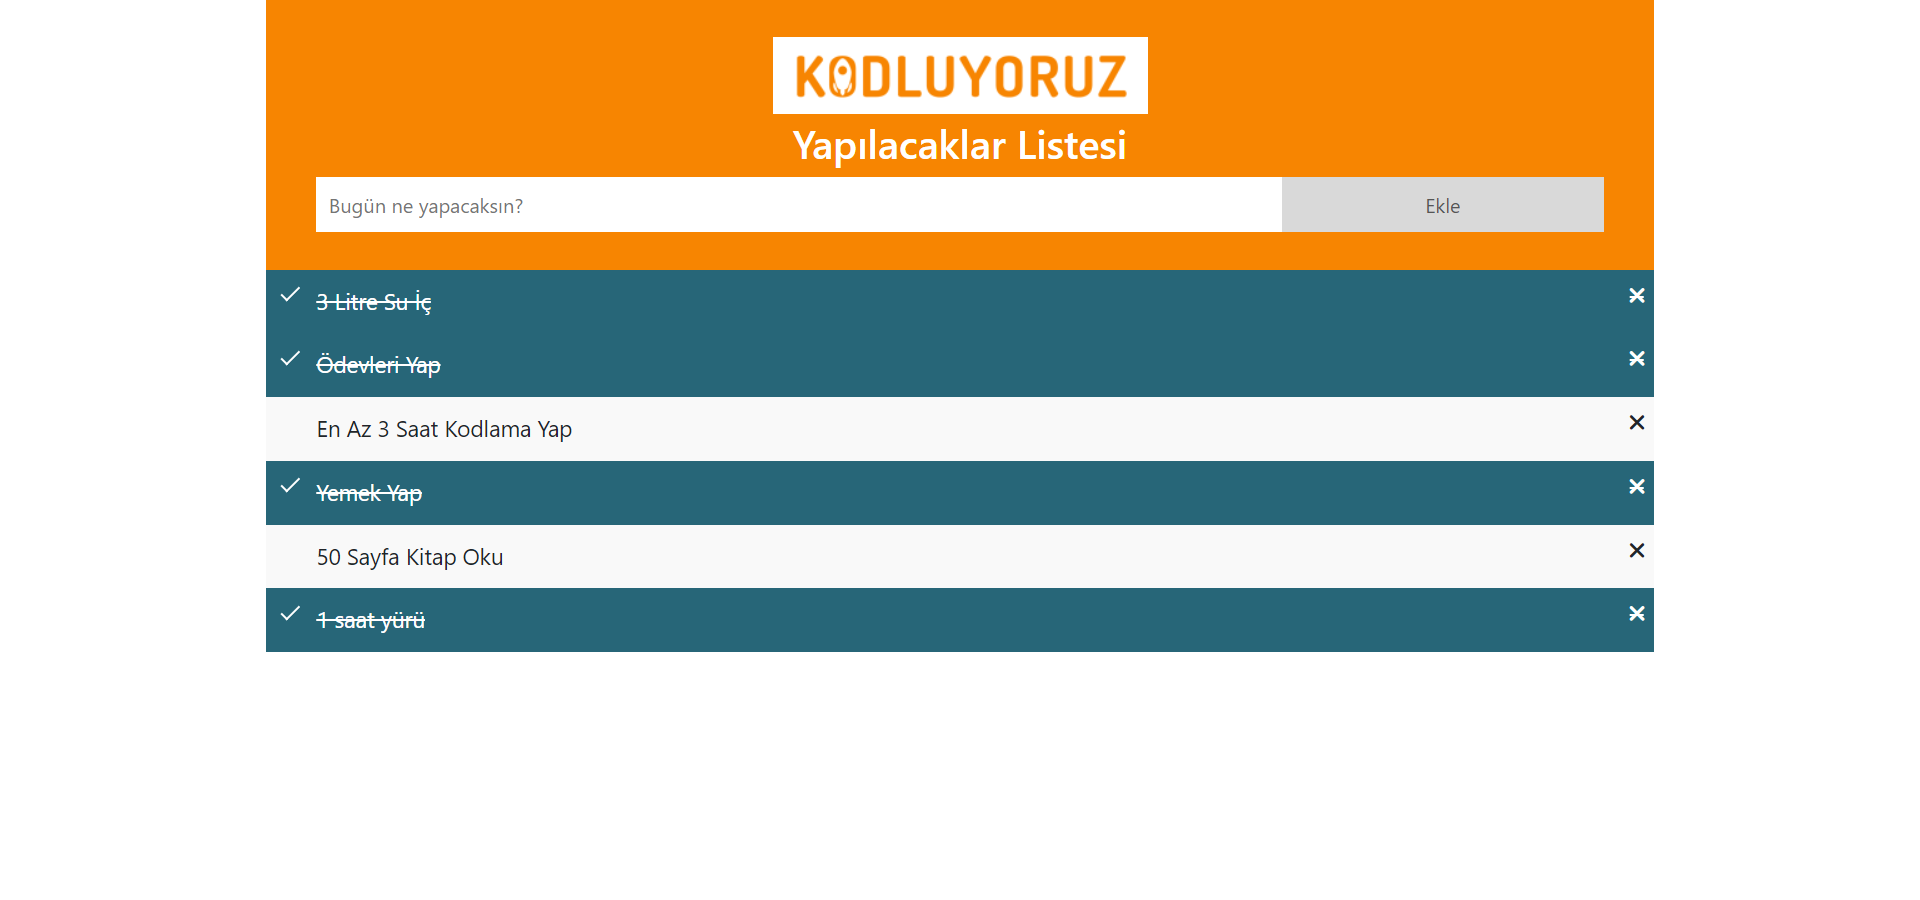 KODLUYORUZ
Yapılacaklar Listesi
Bugün ne yapacaksın? Ekle
3 Litre Su İç
Ödevleri Yap
En Az 3 Saat Kodlama Yap
Yemek Yap
50 Sayfa Kitap Oku
1 saat yürü